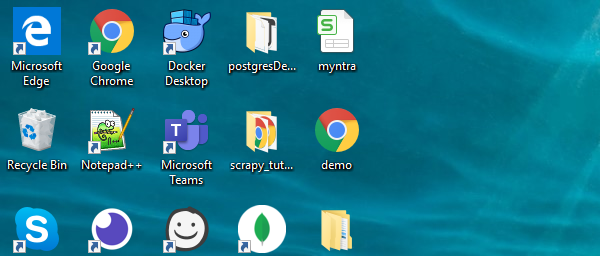 Microsoft
Edge
Google
Chrome
Docker
Desktop
postgresDe...
myntra
Recycle Bin
Notepad++
Microsoft
Teams
scrapy_tut...
demo